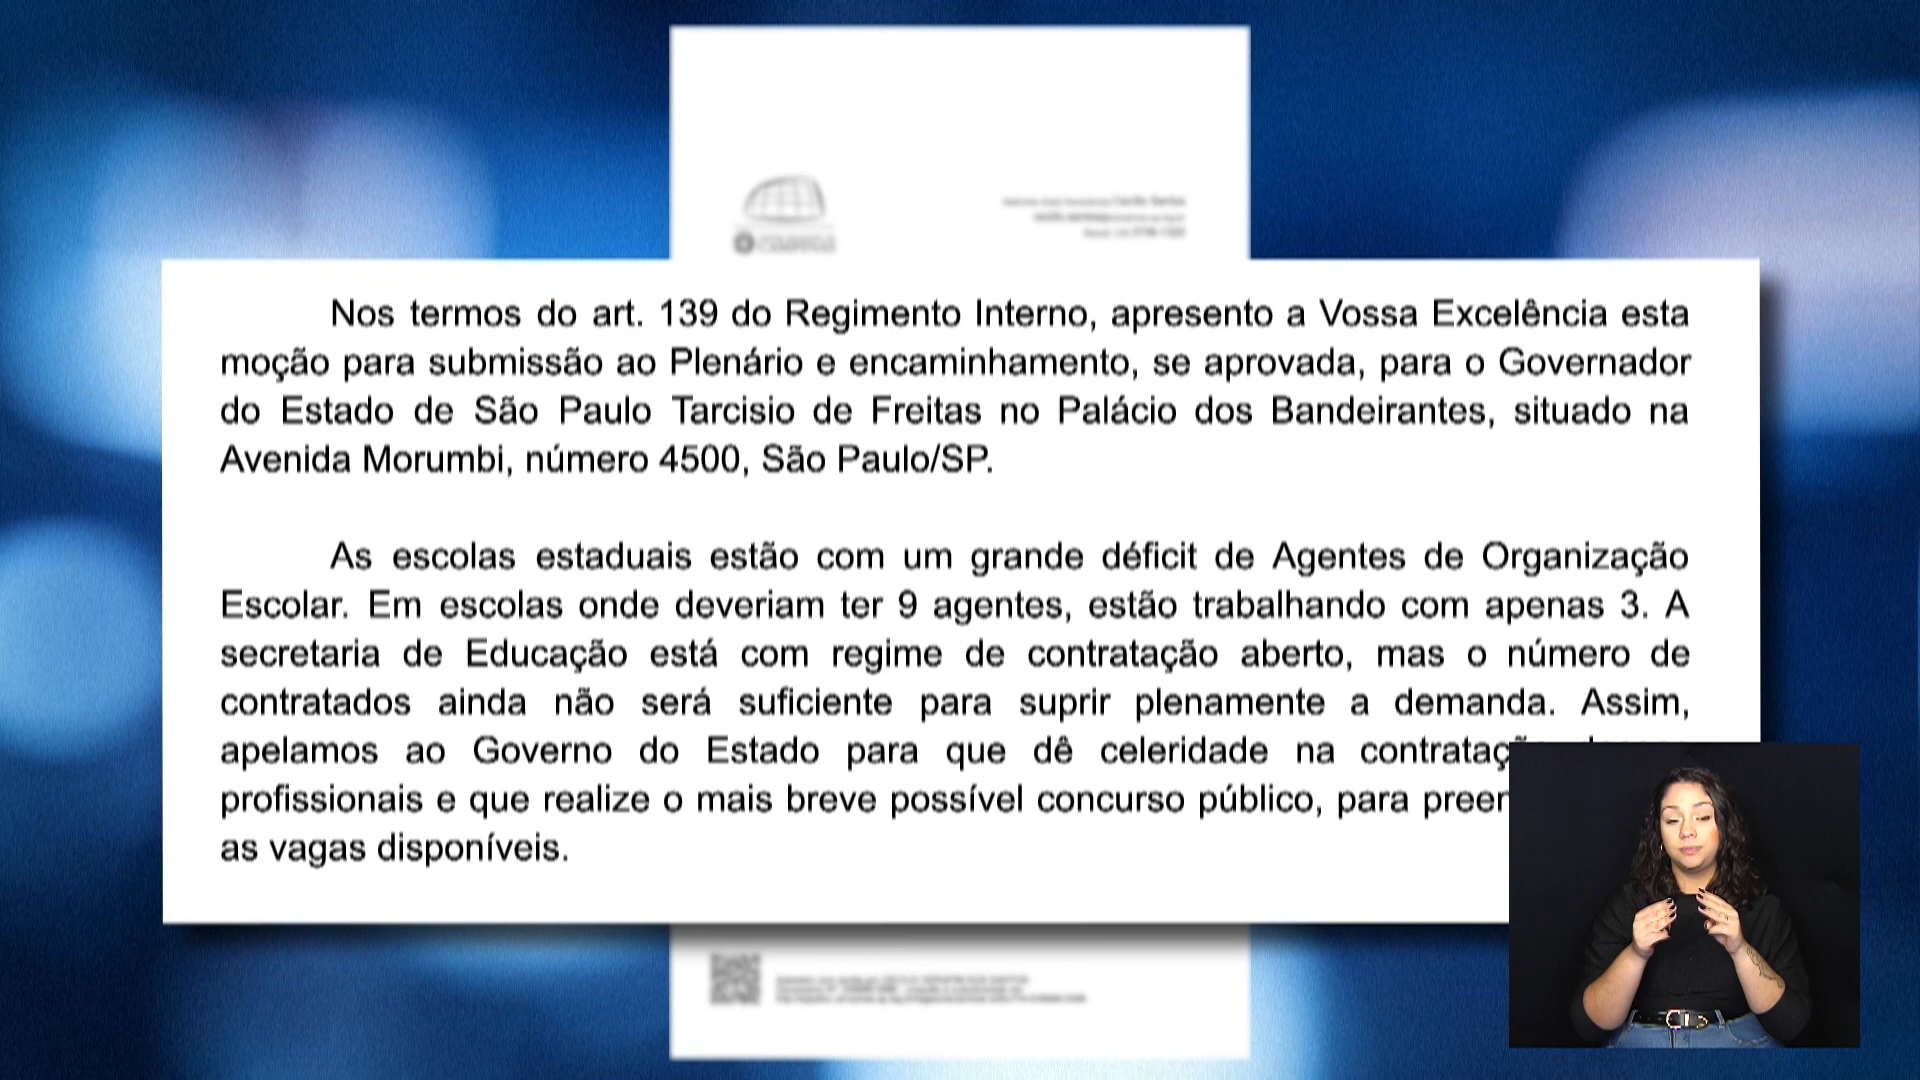 Nos termos do art. 139 do Regimento Interno, apresento a Vossa Excelência esta
moção para submissão ao Plenário e encaminhamento, se aprovada, para o Governador
do Estado de São Paulo Tarcisio de Freitas no Palácio dos Bandeirantes, situado na
Avenida Morumbi, número 4500, São Paulo/SP.
As escolas estaduais estão com um grande déficit de Agentes de Organização
Escolar. Em escolas onde deveriam ter 9 agentes, estão trabalhando com apenas 3. A
secretaria de Educação está com regime de contratação aberto, mas o número de
contratados ainda não será suficiente para suprir plenamente a demanda. Assim,
apelamos ao Governo do Estado para que dê celeridade na
profissionais e que realize o mais breve possível concurso público, para
as vagas disponíveis.